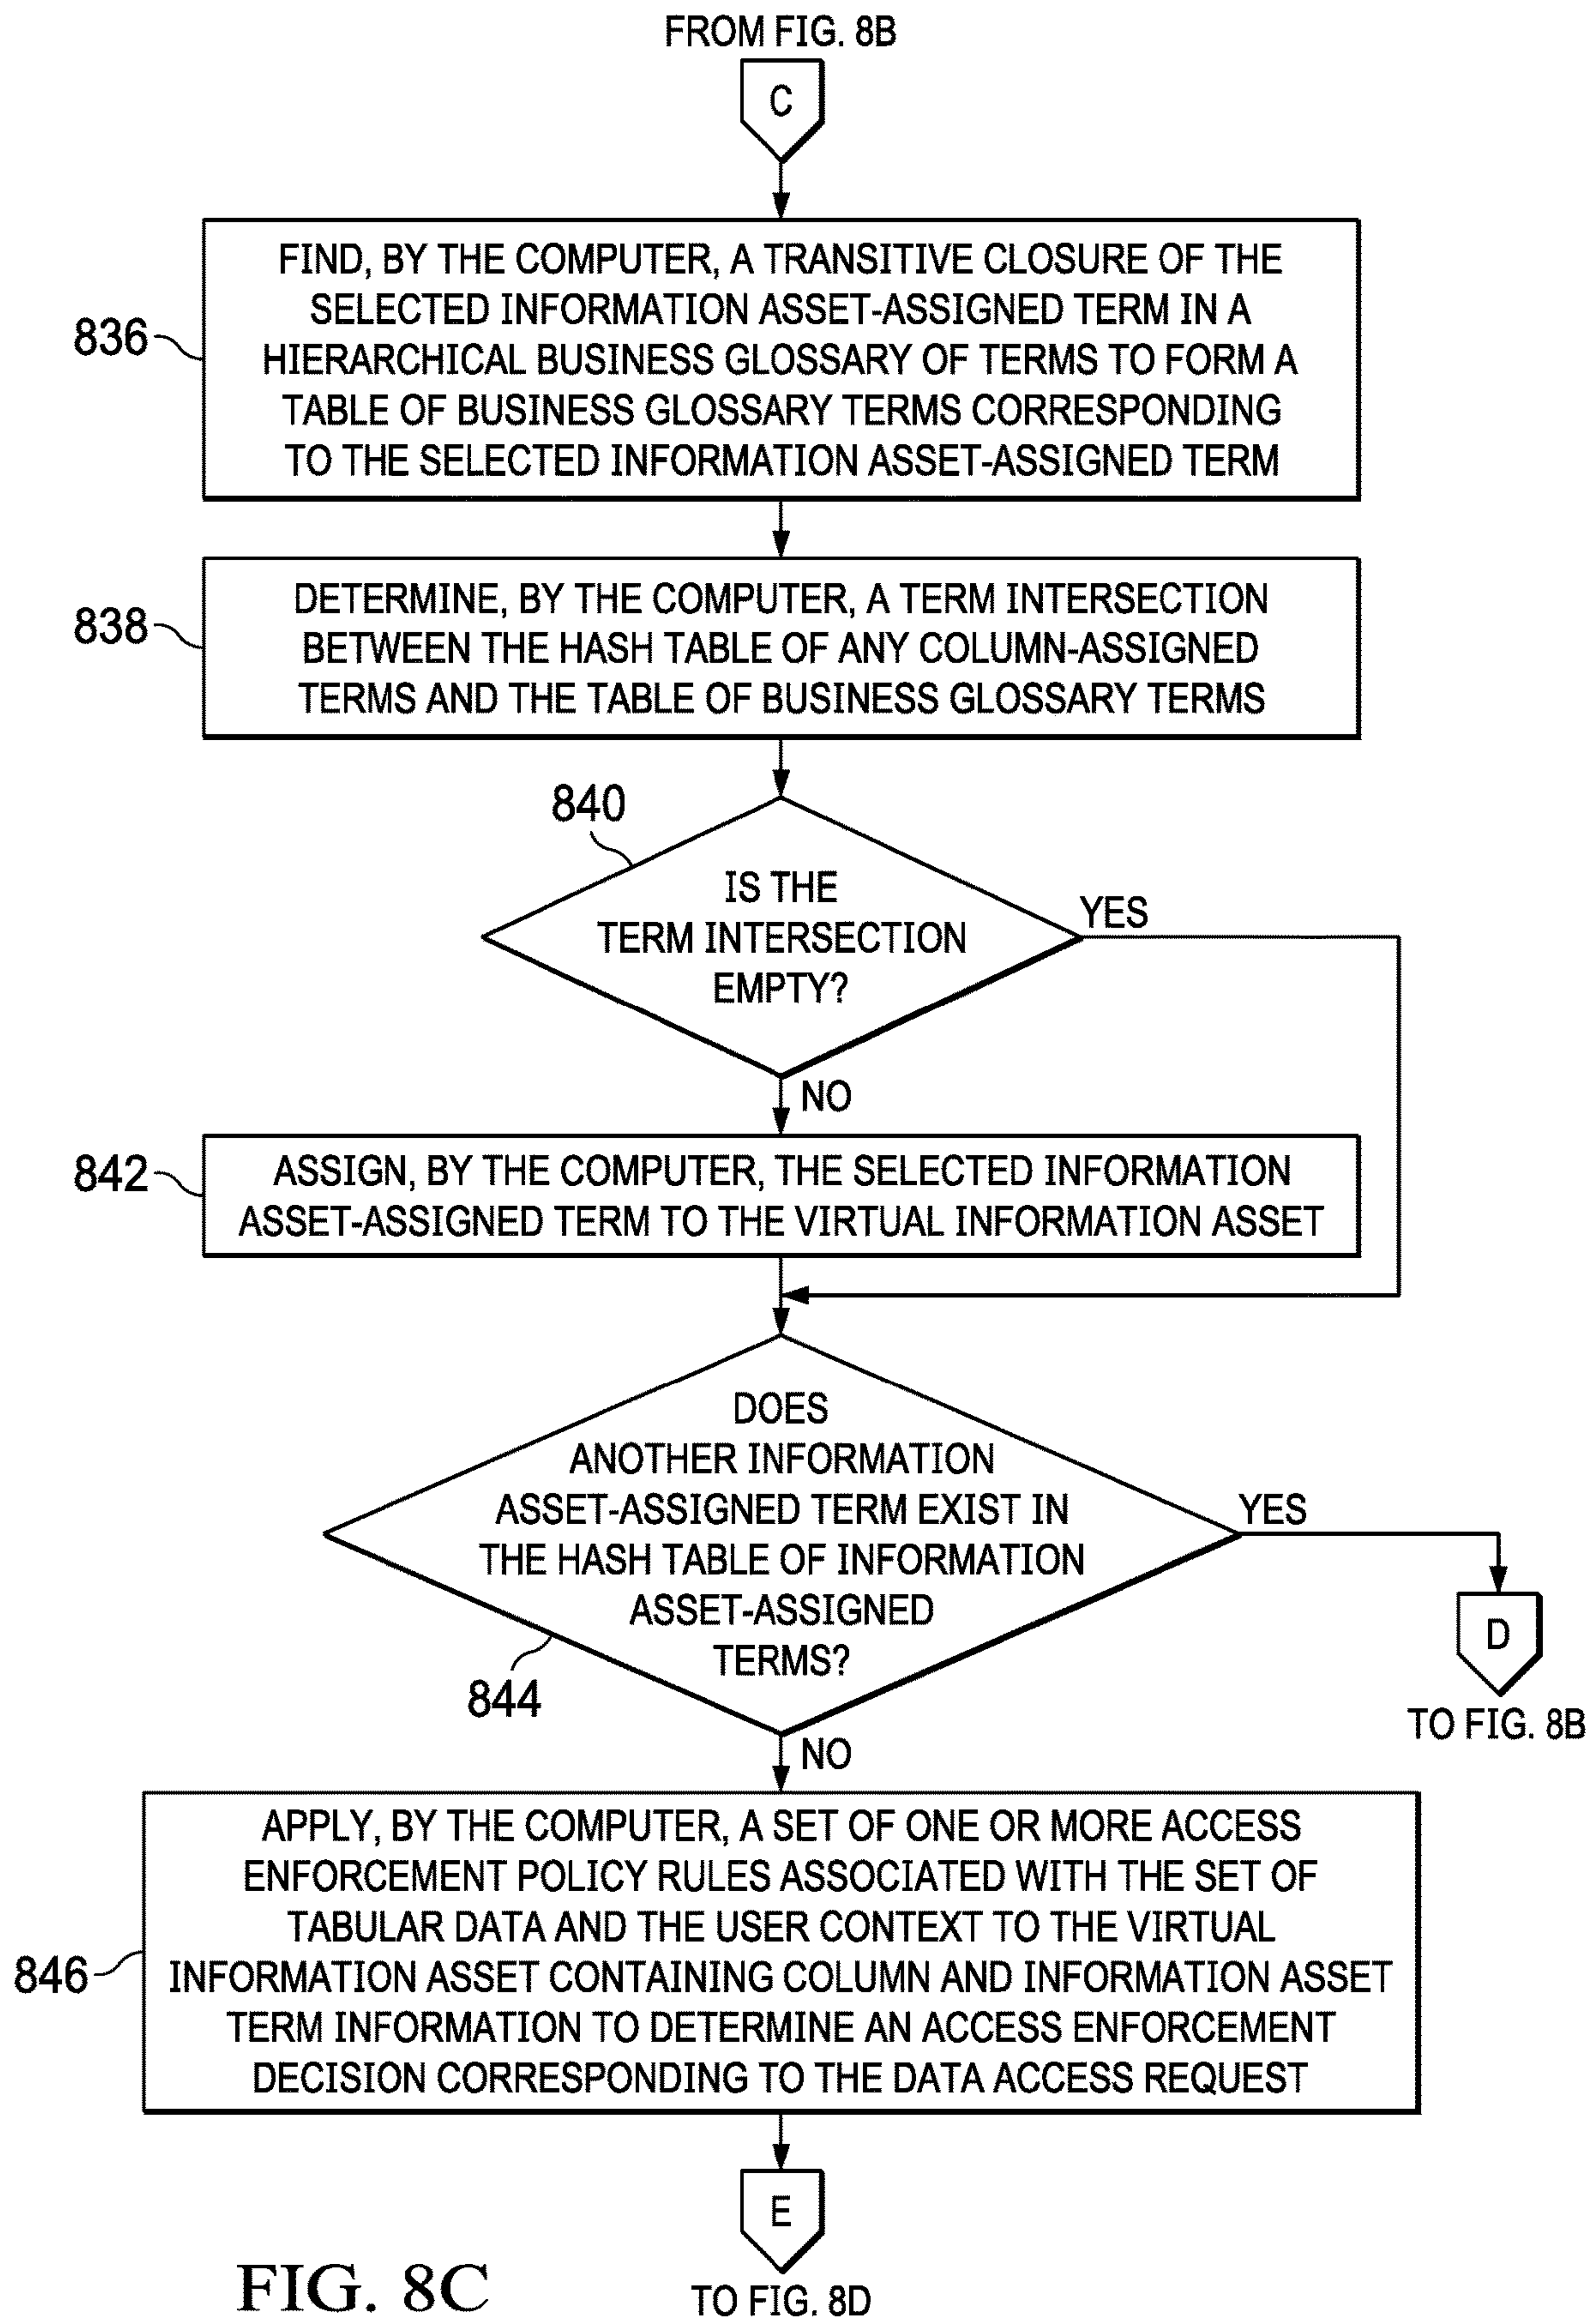 FROM FIG. 8B
C
836
FIND, BY THE COMPUTER, A TRANSITIVE CLOSURE OF THE
SELECTED INFORMATION ASSET-ASSIGNED TERM IN A
HIERARCHICAL BUSINESS GLOSSARY OF TERMS TO FORM A
TABLE OF BUSINESS GLOSSARY TERMS CORRESPONDING
TO THE SELECTED INFORMATION ASSET-ASSIGNED TERM
838
DETERMINE, BY THE COMPUTER, A TERM INTERSECTION
BETWEEN THE HASH TABLE OF ANY COLUMN-ASSIGNED
TERMS AND THE TABLE OF BUSINESS GLOSSARY TERMS
840
IS THE
TERM INTERSECTION
EMPTY?
YES
NO
842
ASSIGN, BY THE COMPUTER, THE SELECTED INFORMATION
ASSET-ASSIGNED TERM TO THE VIRTUAL INFORMATION ASSET
DOES
ANOTHER INFORMATION
ASSET-ASSIGNED TERM EXIST IN
THE HASH TABLE OF INFORMATION
ASSET-ASSIGNED
TERMS?
844
YES
D
TO FIG. 8B
NO
846
APPLY, BY THE COMPUTER, A SET OF ONE OR MORE ACCESS
ENFORCEMENT POLICY RULES ASSOCIATED WITH THE SET OF
TABULAR DATA AND THE USER CONTEXT TO THE VIRTUAL
INFORMATION ASSET CONTAINING COLUMN AND INFORMATION ASSET
TERM INFORMATION TO DETERMINE AN ACCESS ENFORCEMENT
DECISION CORRESPONDING TO THE DATA ACCESS REQUEST
E
TO FIG. 8D
FIG. 8C